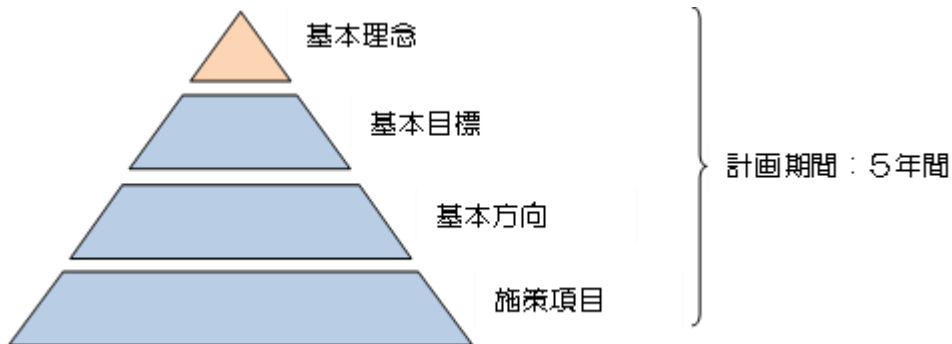 基本理念
基本目標
計画期間：５年間
基本方向
施策項目